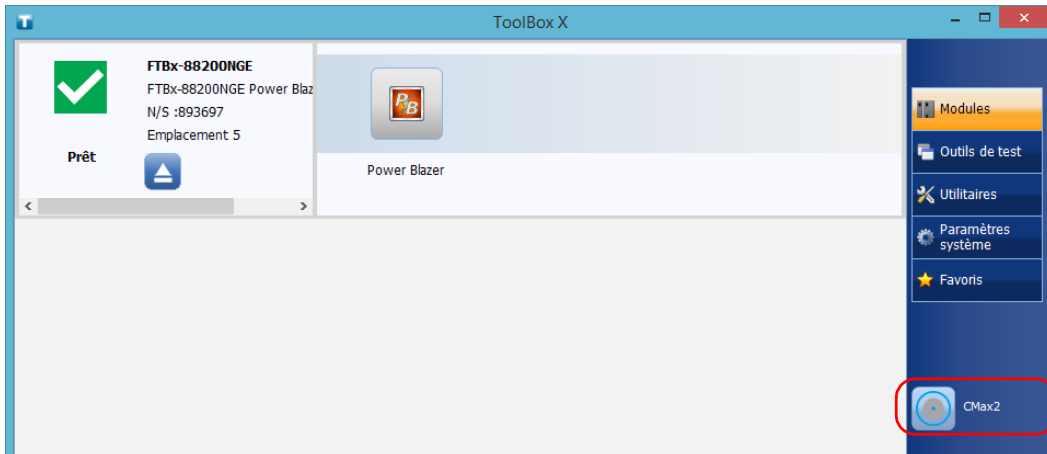 ToolBox X
FTBx-88200NGE
FTBx-88200NGE Power Blaz
N/S :893697
Emplacement 5
Prêt
Power Blazer
Modules
Outils de test
Utilitaires
Paramètres
système
Favoris
CMax2